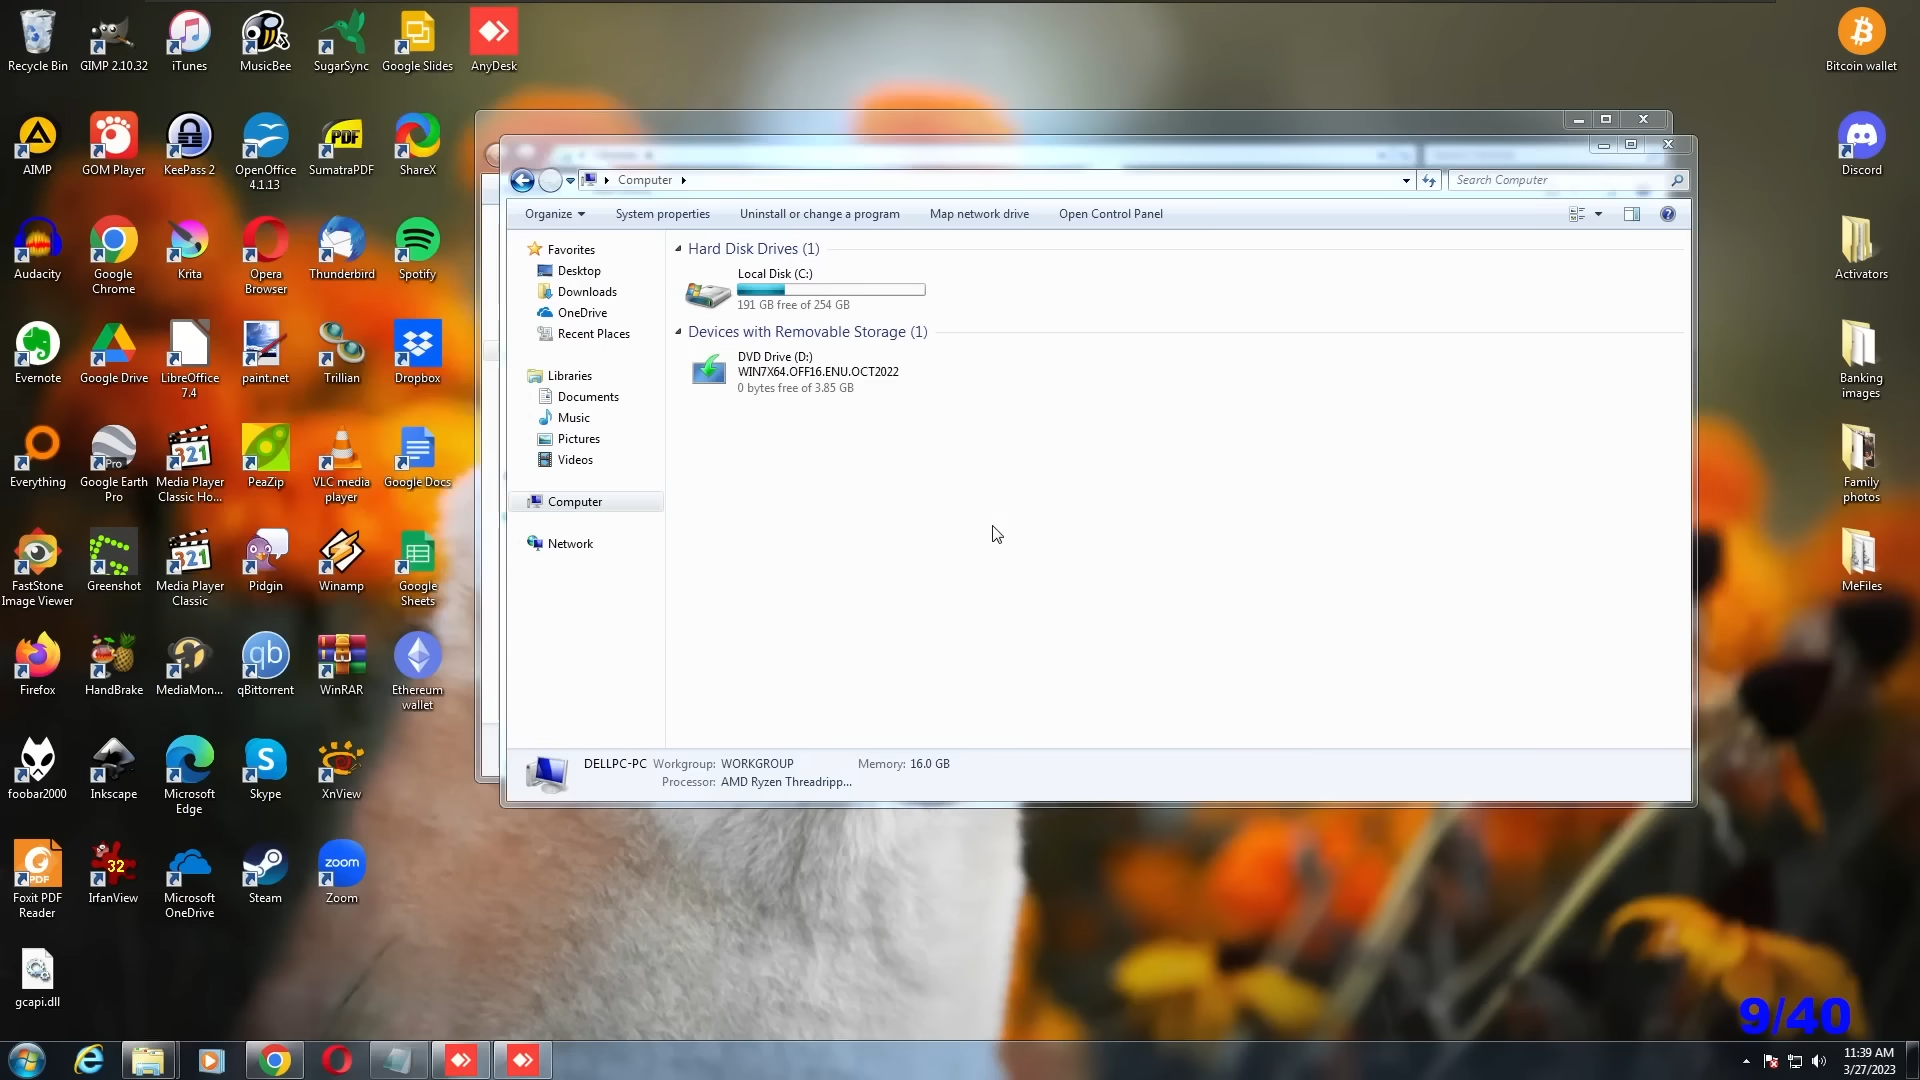 Recycle Bin
GIMP 2.10.32
iTunes
MusicBee
SugarSync
Google Slides
AnyDesk
Bitcoin wallet
AIMP
GOM Player
KeePass 2
OpenOffice
4.1.13
PDF
SumatraPDF
ShareX
Discord
Audacity
Google
Chrome
Krita
Opera
Browser
Thunderbird
Spotify
Activators
Evernote
Google Drive
LibreOffice
7.4
paint.net
Trillian
Dropbox
Banking
images
Everything
Pro
Google Earth
Pro
321
Media Player
Classic Ho...
PeaZip
VLC media
player
Google Docs
Family
photos
FastStone
Image Viewer
Greenshot
321
Media Player
Classic
Pidgin
Winamp
Google
Sheets
MeFiles
Firefox
HandBrake
MediaMon...
qb
qBittorrent
WinRAR
Ethereum
wallet
foobar2000
Inkscape
Microsoft
Edge
S
Skype
XnView
PDF
Foxit PDF
Reader
32
IrfanView
Microsoft
OneDrive
Steam
zoom
Zoom
gcapi.dll
Computer
Search Computer
Organize
System properties
Uninstall or change a program
Map network drive
Open Control Panel
Favorites
Desktop
Downloads
OneDrive
Recent Places
Libraries
Documents
Music
Pictures
Videos
Computer
Network
Hard Disk Drives (1)
Local Disk (C:)
191 GB free of 254 GB
Devices with Removable Storage (1)
DVD Drive (D:)
WIN7X64.OFF16.ENU.OCT2022
0 bytes free of 3.85 GB
DELLPC-PC Workgroup: WORKGROUP Memory: 16.0 GB
Processor: AMD Ryzen Threadripp...
9/40
11:39 AM
3/27/2023